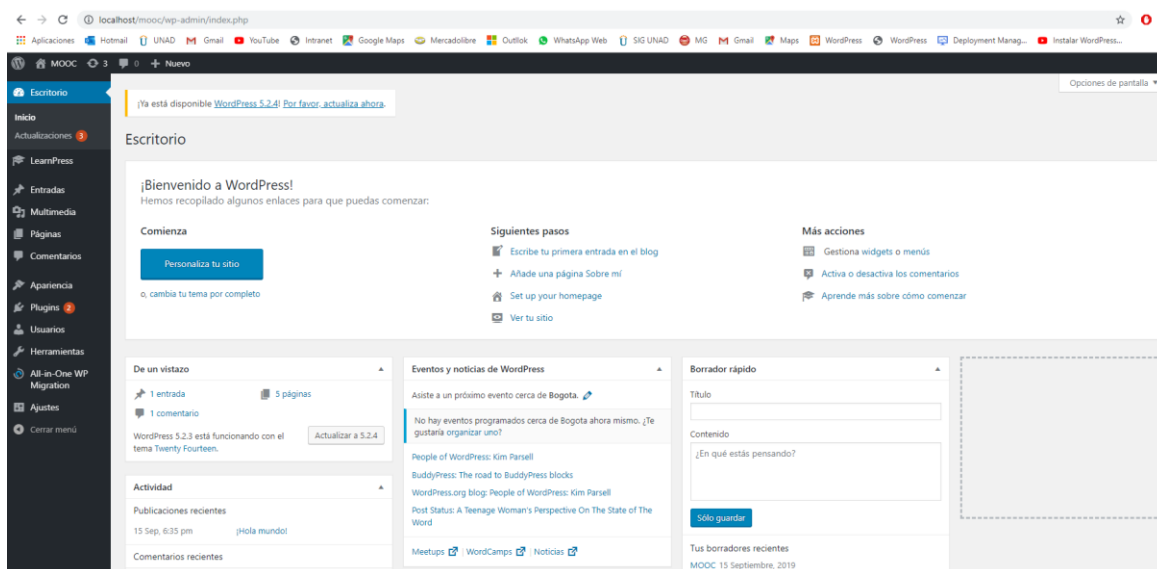 localhost/mooc/wp-admin/index.php
Aplicaciones Hotmail UNAD Gmail YouTube Intranet Google Maps Mercadolibre Outllok WhatsApp Web SIG UNAD MG Gmail Maps WordPress WordPress Deployment Manag... Instalar WordPress...
MOOC 3 0 + Nuevo
Opciones de pantalla
Escritorio
Inicio
Actualizaciones 3
LearnPress
Entradas
Multimedia
Páginas
Comentarios
Apariencia
Plugins 2
Usuarios
Herramientas
All-in-One WP
Migration
Ajustes
Cerrar menú
¡Ya está disponible WordPress 5.2.4! Por favor, actualiza ahora.
Escritorio
¡Bienvenido a WordPress!
Hemos recopilado algunos enlaces para que puedas comenzar:
Comienza
Personaliza tu sitio
o, cambia tu tema por completo
Siguientes pasos
Escribe tu primera entrada en el blog
Añade una página Sobre mí
Set up your homepage
Ver tu sitio
Más acciones
Gestiona widgets o menús
Activa o desactiva los comentarios
Aprende más sobre cómo comenzar
De un vistazo
1 entrada 5 páginas
1 comentario
WordPress 5.2.3 está funcionando con el
tema Twenty Fourteen.
Actualizar a 5.2.4
Actividad
Publicaciones recientes
15 Sep, 6:35 pm ¡Hola mundo!
Comentarios recientes
Eventos y noticias de WordPress
Asiste a un próximo evento cerca de Bogota.
No hay eventos programados cerca de Bogota ahora mismo. ¿Te
gustaría organizar uno?
People of WordPress: Kim Parsell
BuddyPress: The road to BuddyPress blocks
WordPress.org blog: People of WordPress: Kim Parsell
Post Status: A Teenage Woman's Perspective On The State of The
Word
Meetups | WordCamps | Noticias
Borrador rápido
Título
Contenido
¿En qué estás pensando?
Sólo guardar
Tus borradores recientes
MOOC 15 Septiembre, 2019